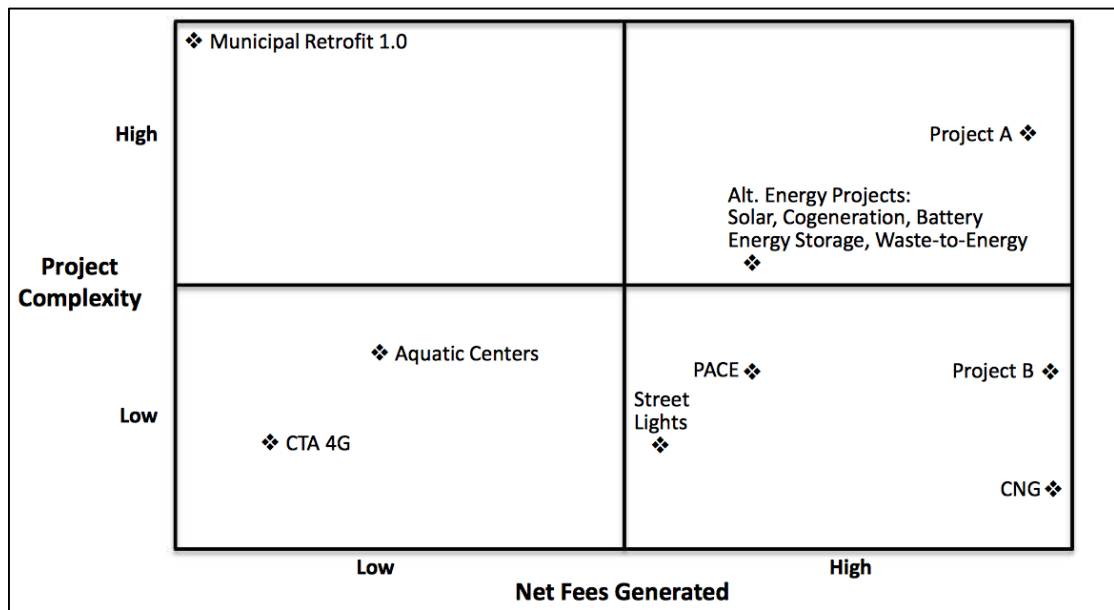 Municipal Retrofit 1.0
High
Project A
Alt. Energy Projects:
Solar, Cogeneration, Battery
Energy Storage, Waste-to-Energy
Project
Complexity
Aquatic Centers
PACE
Project B
Street
Lights
Low
CTA 4G
CNG
Low
High
Net Fees Generated